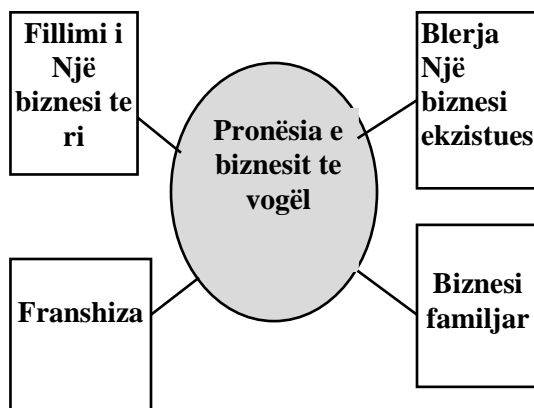 Fillimi i
Një
biznesi te
ri
Blerja
Një
biznesi
ekzistues
Pronësia e
biznesit te
vogël
Franshiza
Biznesi
familjar